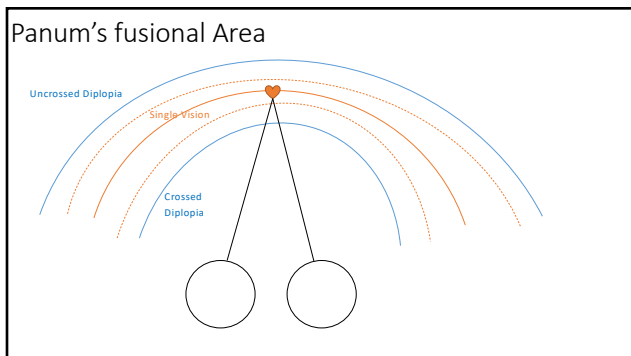 Panum’s fusional Area
Uncrossed Diplopia
Single Vision
Crossed
Diplopia